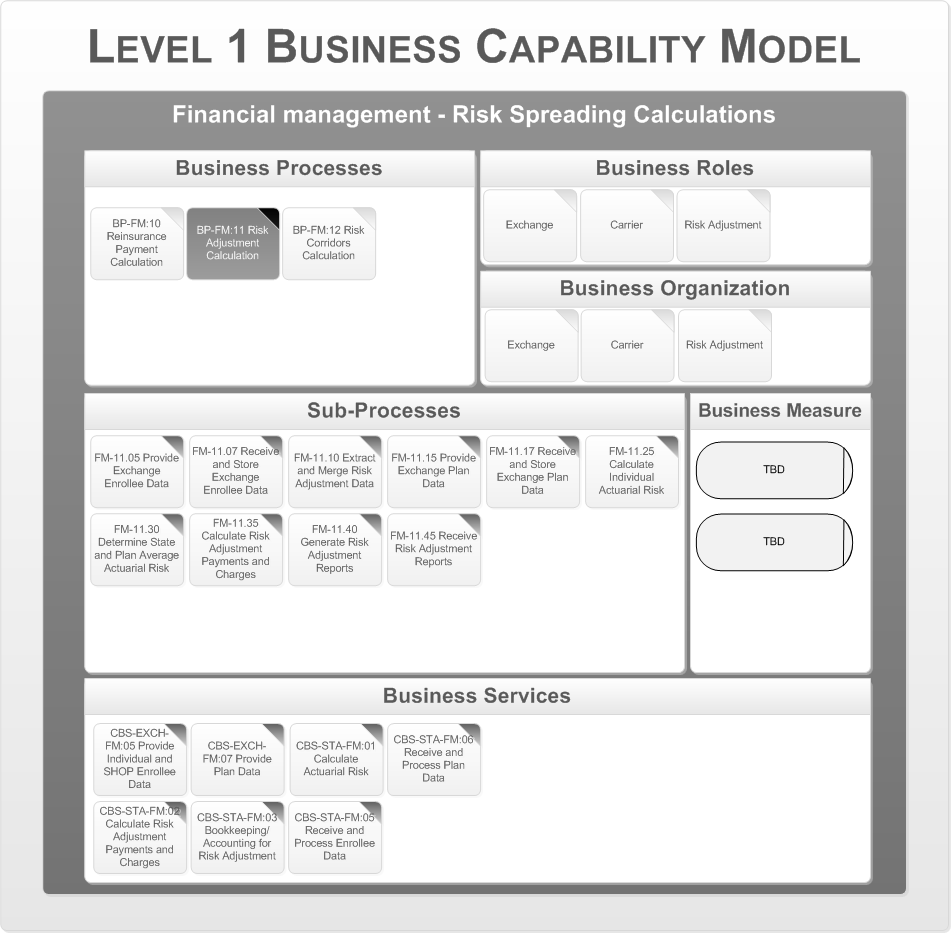 LEVEL 1 BUSINESS CAPABILITY MODEL
Financial management - Risk Spreading Calculations
Business Processes
BP-FM:10
Reinsurance
Payment
Calculation
BP-FM:11 Risk
Adjustment
Calculation
BP-FM:12 Risk
Corridors
Calculation
Business Roles
Exchange
Carrier
Risk Adjustment
Business Organization
Exchange
Carrier
Risk Adjustment
Sub-Processes
FM-11.05 Provide
Exchange
Enrollee Data
FM-11.07 Receive
and Store
Exchange
Enrollee Data
FM-11.10 Extract
and Merge Risk
Adjustment Data
FM-11.15 Provide
Exchange Plan
Data
FM-11.17 Receive
and Store
Exchange Plan
Data
FM-11.25
Calculate
Individual
Actuarial Risk
FM-11.30
Determine State
and Plan Average
Actuarial Risk
FM-11.35
Calculate Risk
Adjustment
Payments and
Charges
FM-11.40
Generate Risk
Adjustment
Reports
FM-11.45 Receive
Risk Adjustment
Reports
Business Measure
TBD
TBD
Business Services
CBS-EXCH-
FM:05 Provide
Individual and
SHOP Enrollee
Data
CBS-EXCH-
FM:07 Provide
Plan Data
CBS-STA-FM:01
Calculate
Actuarial Risk
CBS-STA-FM:06
Receive and
Process Plan
Data
CBS-STA-FM:02
Calculate Risk
Adjustment
Payments and
Charges
CBS-STA-FM:03
Bookkeeping/
Accounting for
Risk Adjustment
CBS-STA-FM:05
Receive and
Process Enrollee
Data